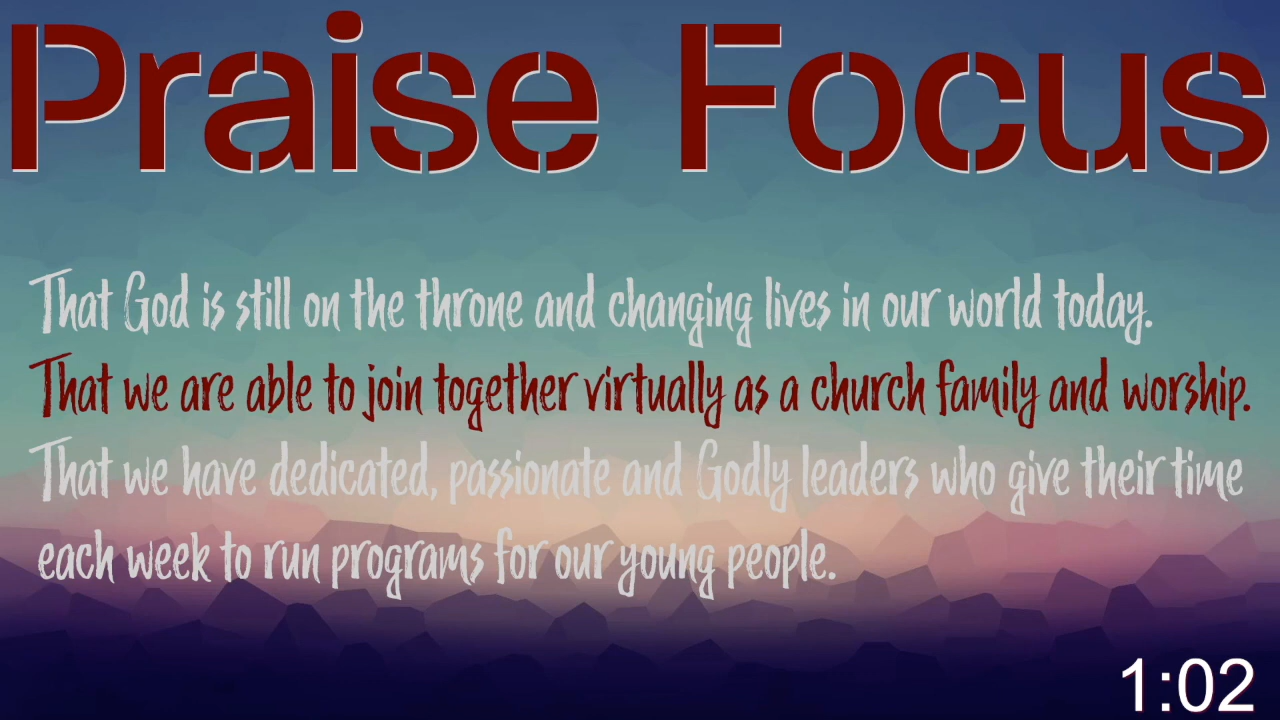 Praise Focus
That God is still on the throne and changing lives in our world today.
That we are able to join together virtually as a church family and worship.
That we have dedicated, passionate and Godly leaders who give their time
each week to run programs for our young people.
1:02